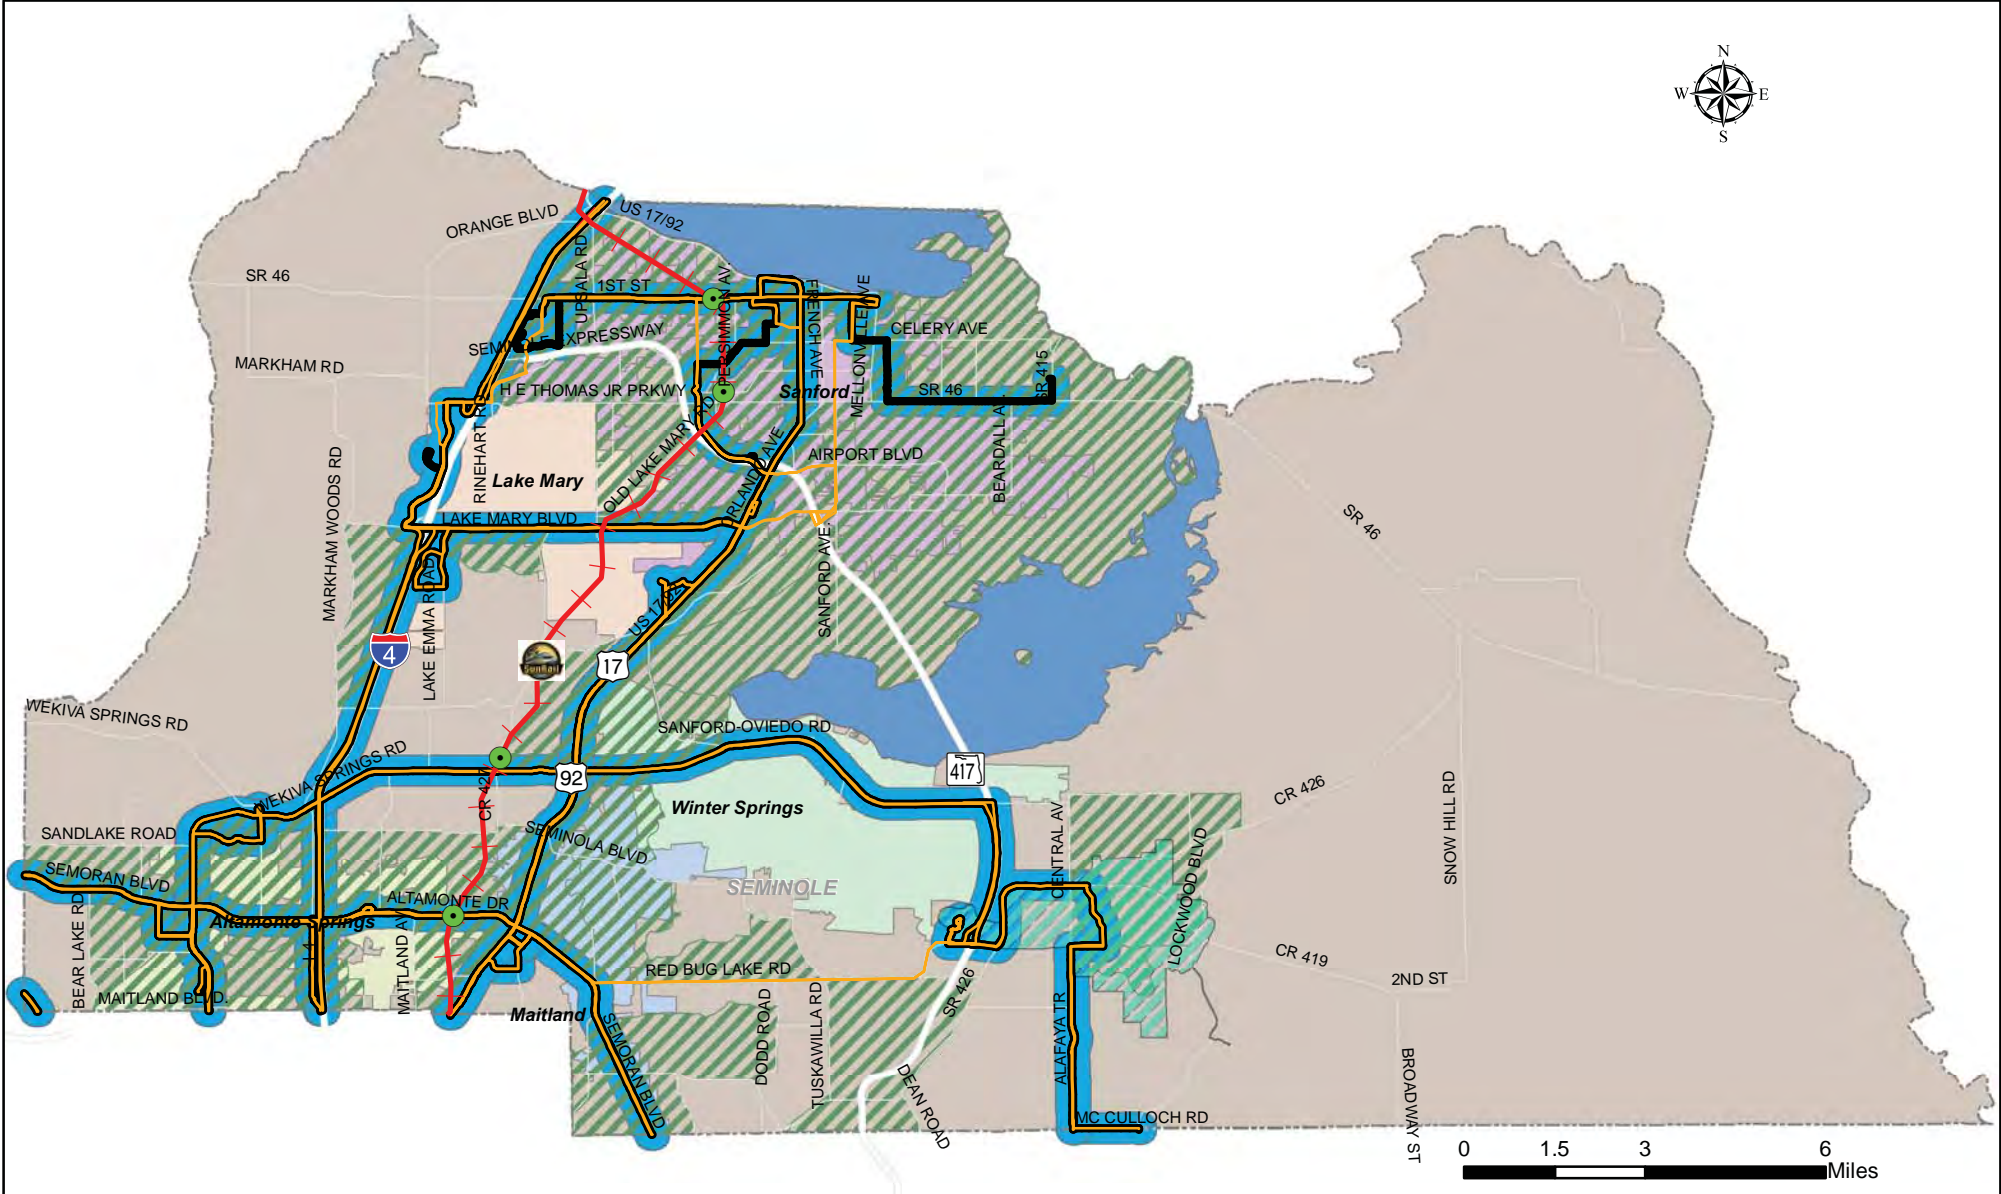 N
W E
S
ORANGE BLVD
US 17/92
SR 46
UPSALA RD
1ST ST
PERSIMMON AV.
FRENCH AVE
MELLONVILLE AVE
CELERY AVE
SEMINOLE EXPRESSWAY
MARKHAM RD
H E THOMAS JR PRKWY
Sanford
SR 46
SR 415
BEARDALL AV.
RINEHART RD
OLD LAKE MARY RD
ORLANDO AVE
AIRPORT BLVD
MARKHAM WOODS RD
Lake Mary
LAKE MARY BLVD
SANFORD AVE.
SR 46
LAKE EMMA ROAD
US 17/92
4
SunRail
17
WEKIVA SPRINGS RD
SANFORD-OVIEDO RD
WEKIVA SPRINGS RD
CR 427
92
417
CR 426
SNOW HILL RD
Winter Springs
CENTRAL AV
SANDLAKE ROAD
SEMINOLA BLVD
LOCKWOOD BLVD
SEMORAN BLVD
SEMINOLE
ALTAMONTE DR
BEAR LAKE RD
Altamonte Springs
I-4
MAITLAND AV
RED BUG LAKE RD
CR 419
2ND ST
MAITLAND BLVD.
Maitland
SEMORAN BLVD
DODD ROAD
TUSKAWILLA RD
SR 426
DEAN ROAD
ALAFAYA TR
MC CULLOCH RD
BROADWAY ST
0 1.5 3 6
Miles